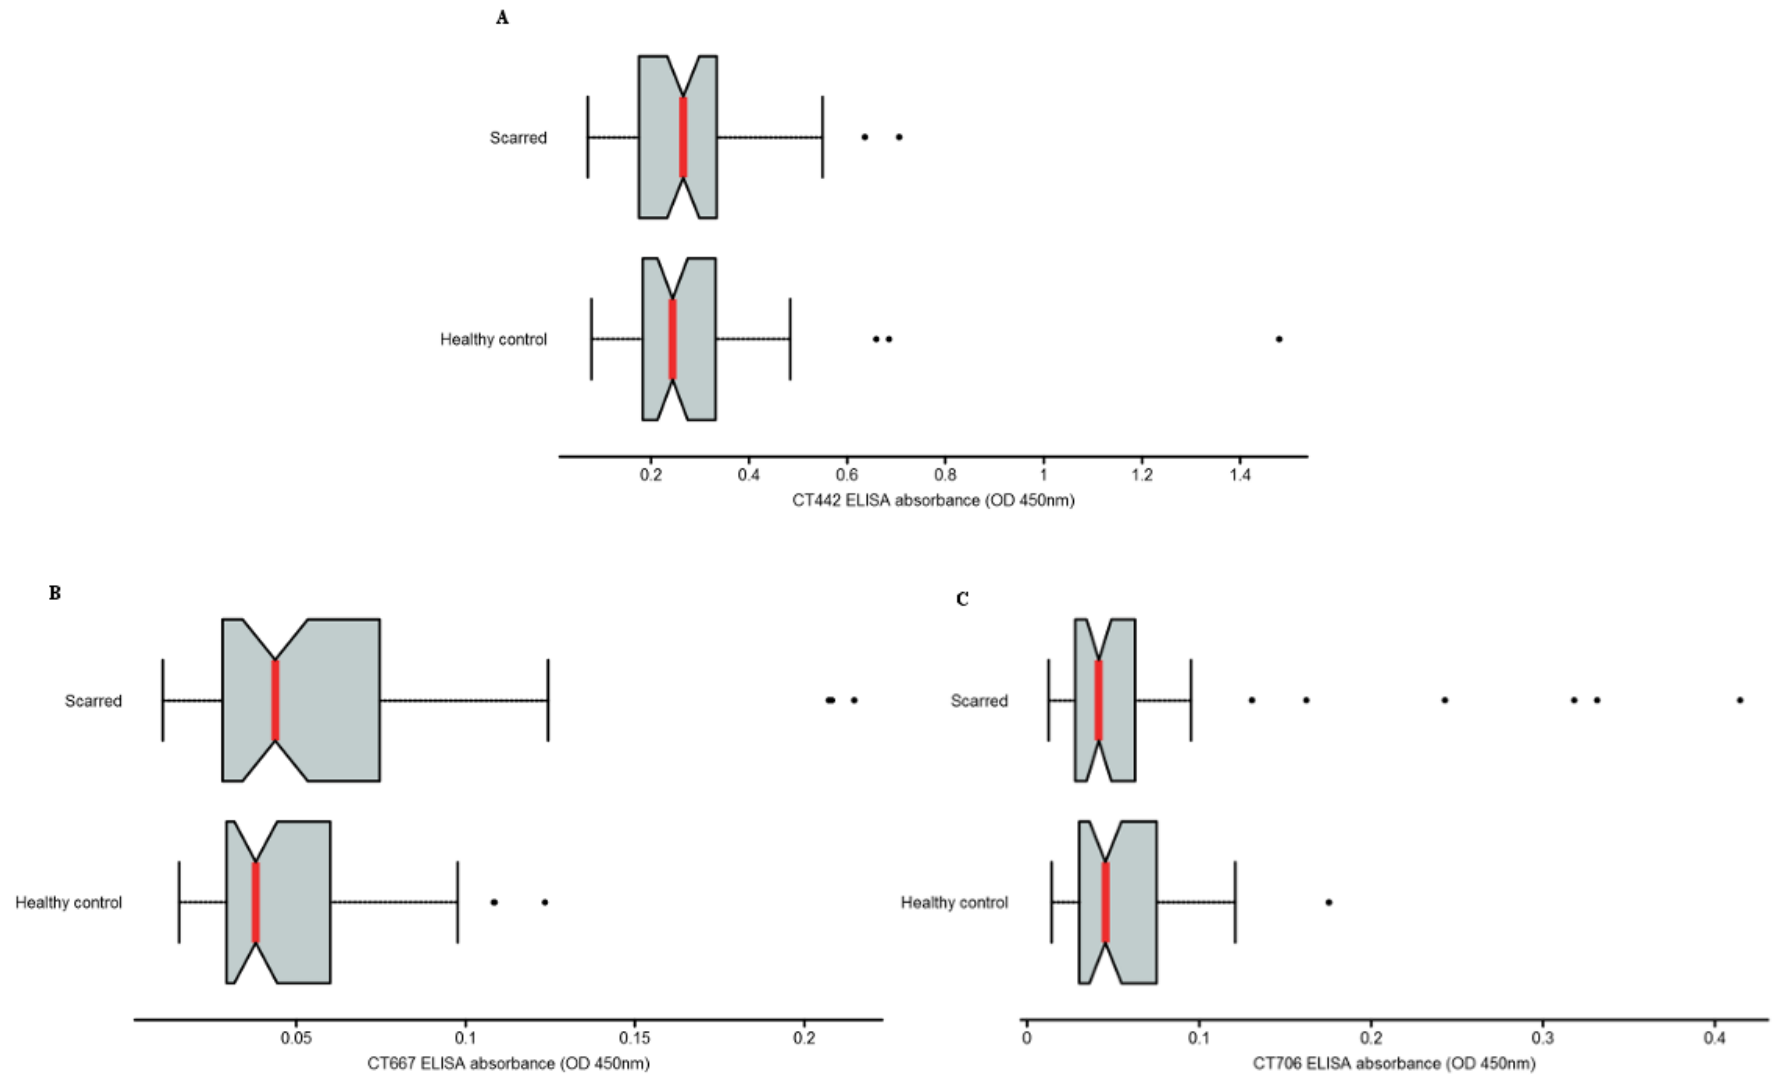 A
Scarred
Healthy control
0.2 0.4 0.6 0.8 1 1.2 1.4
CT442 ELISA absorbance (OD 450nm)
B
Scarred
Healthy control
0.05 0.1 0.15 0.2
CT667 ELISA absorbance (OD 450nm)
C
Scarred
Healthy control
0 0.1 0.2 0.3 0.4
CT706 ELISA absorbance (OD 450nm)